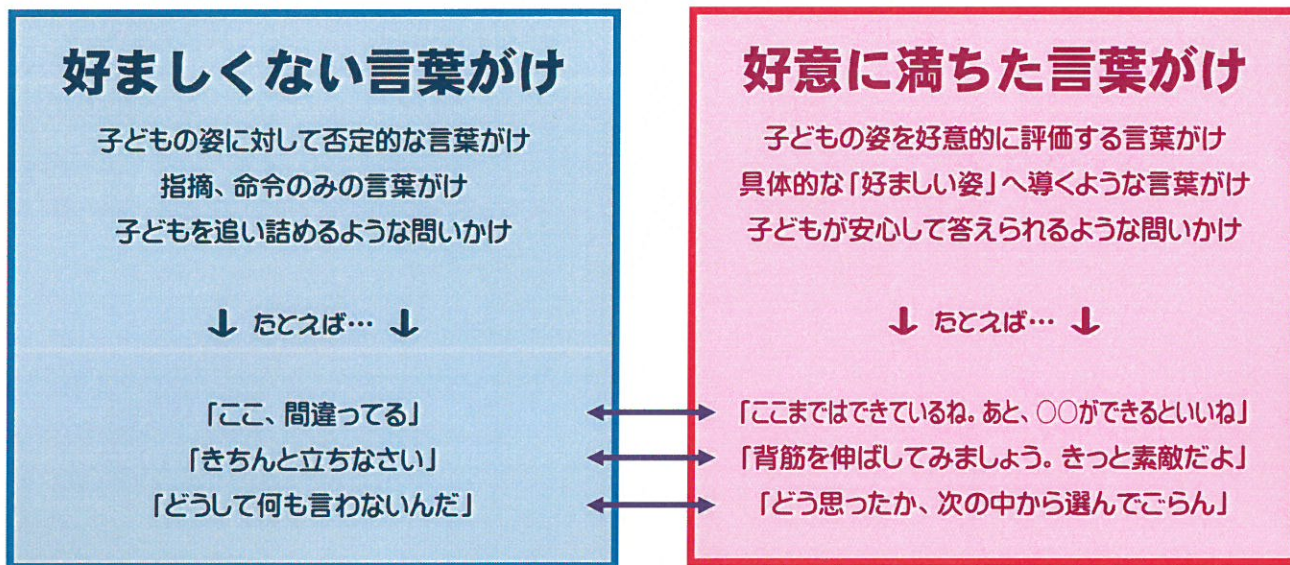 好ましくない言葉がけ
子どもの姿に対して否定的な言葉がけ
指摘、命令のみの言葉がけ
子どもを追い詰めるような問いかけ
↓ たとえば… ↓
「ここ、間違ってる」
「きちんと立ちなさい」
「どうして何も言わないんだ」
好意に満ちた言葉がけ
子どもの姿を好意的に評価する言葉がけ
具体的な「好ましい姿」へ導くような言葉がけ
子どもが安心して答えられるような問いかけ
↓ たとえば… ↓
「ここまではできているね。あと、○○ができるといいね」
「背筋を伸ばしてみましょう。きっと素敵だよ」
「どう思ったか、次の中から選んでごらん」